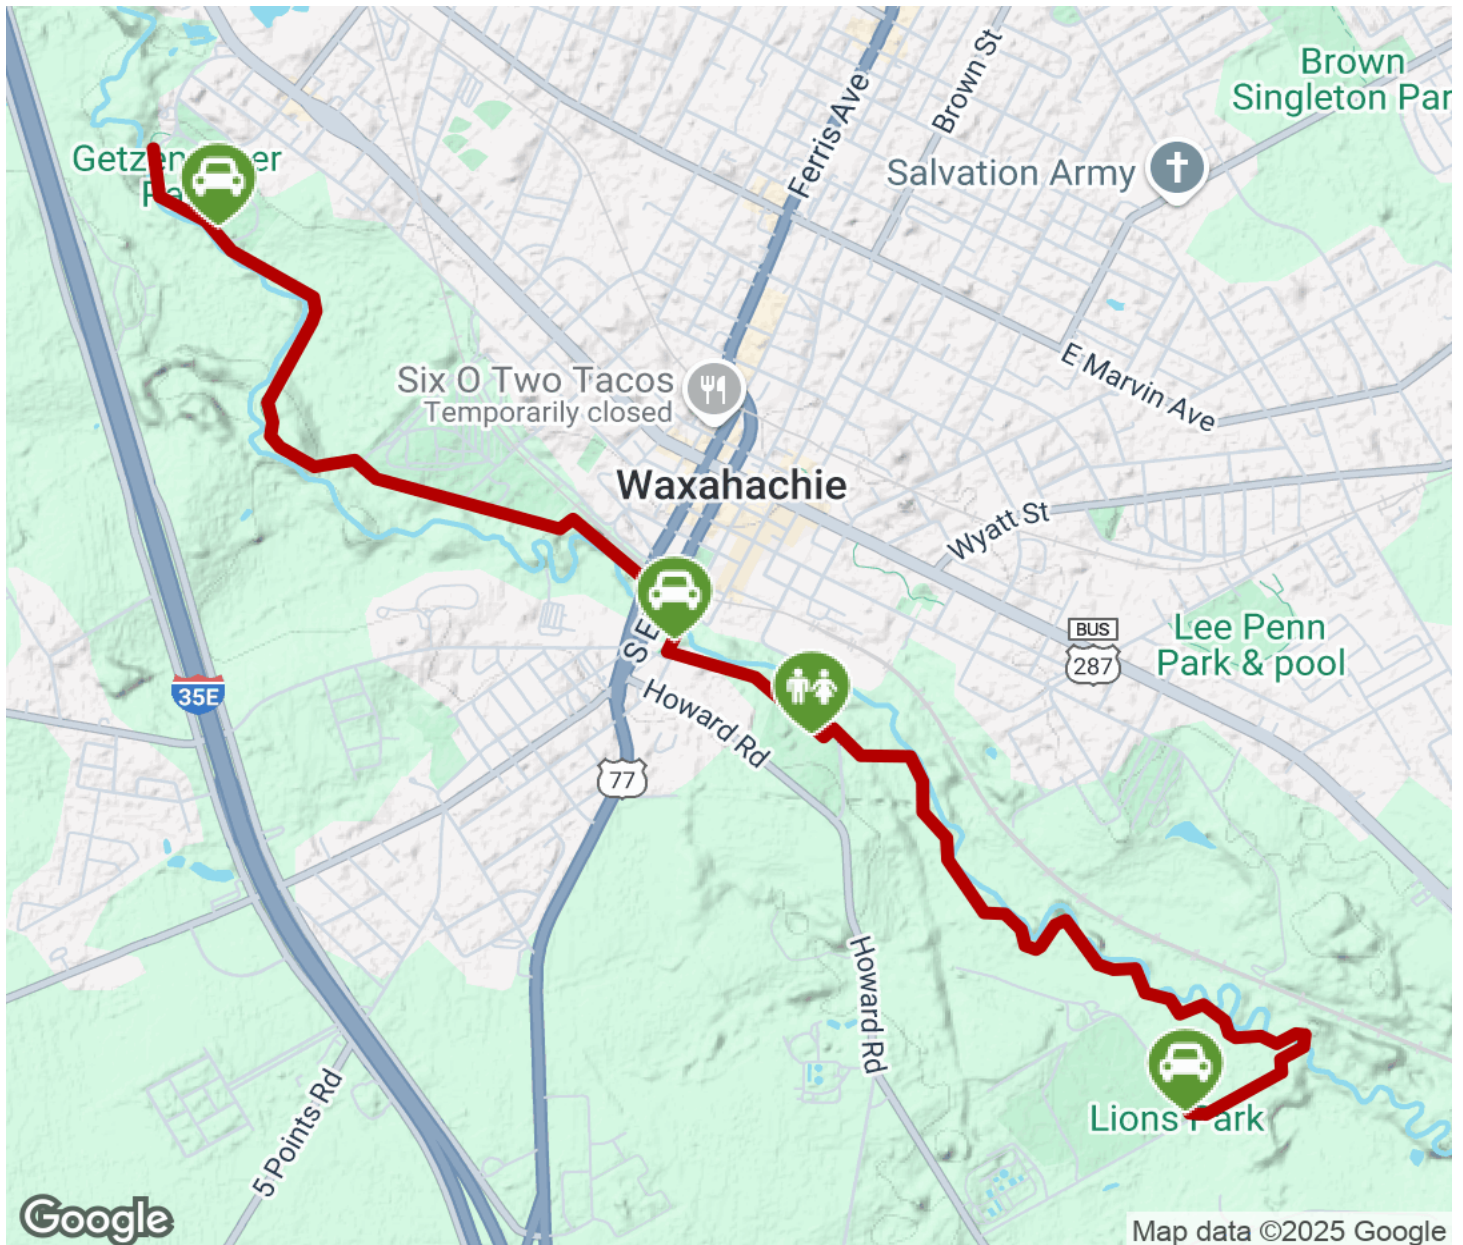 Brown
Singleton Par
Ferris Ave
Brown St
Salvation Army
E Marvin Ave
Six O Two Tacos
Temporarily closed
Waxahachie
Wyatt St
BUS
287
Lee Penn
Park & pool
S E
35E
Howard Rd
77
Howard Rd
Lions Park
5 Points Rd
Google
Map data ©2025 Google